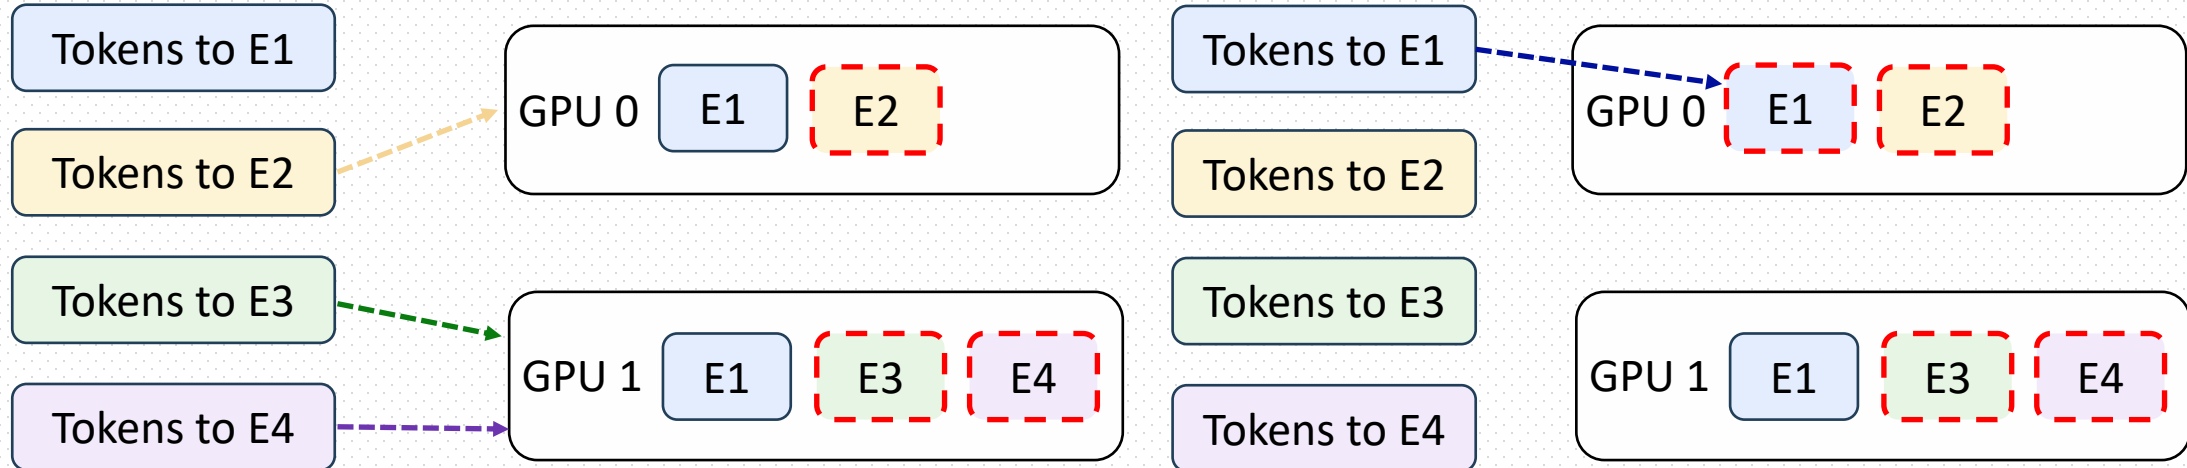 Tokens to E1
Tokens to E2
Tokens to E3
Tokens to E4
GPU 0 E1 E2
GPU 1 E1 E3 E4
Tokens to E1
Tokens to E2
Tokens to E3
Tokens to E4
GPU 0 E1 E2
GPU 1 E1 E3 E4